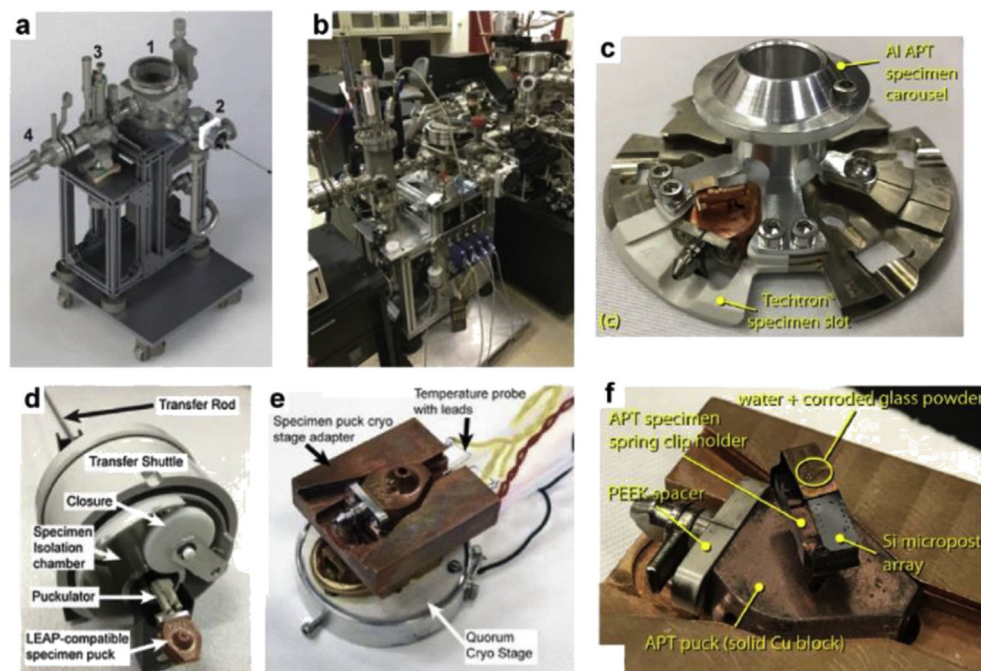 a
1
2
3
4
b
c
Al APT
specimen
carousel
Techtron™
specimen slot
(c)
d
Transfer Rod
Transfer Shuttle
Closure
Specimen
Isolation
chamber
Puckulator
LEAP-compatible
specimen puck
e
Temperature probe
with leads
Specimen puck cryo
stage adapter
Quorum
Cryo Stage
f
water + corroded glass powder
APT specimen
spring clip holder
PEEK spacer
Si micropost
array
APT puck (solid Cu block)